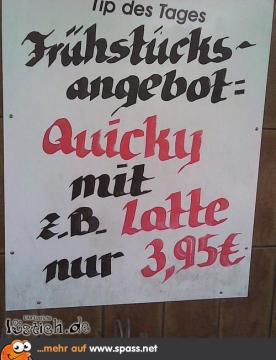 Tip des Tages
Frühstücks-
angebot:
Quicky
mit
z.B. Latte
nur 3,95€
lustich.de
...mehr auf www.spass.net